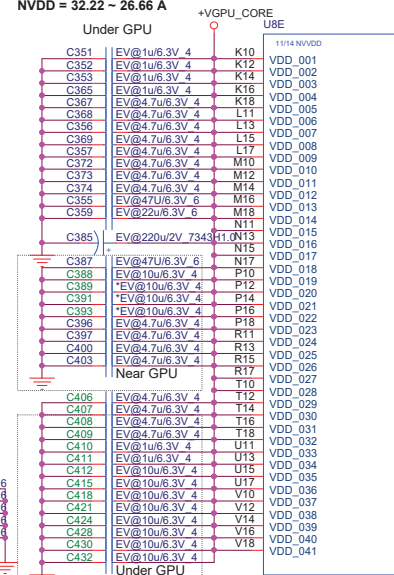 NVDD = 32.22 ~ 26.66 A
+VGPU_CORE
Under GPU
U8E
11/14 NVVDD
C351 EV@1u/6.3V_4 K10 VDD_001
C352 EV@1u/6.3V_4 K12 VDD_002
C353 EV@1u/6.3V_4 K14 VDD_003
C365 EV@1u/6.3V_4 K16 VDD_004
C367 EV@4.7u/6.3V_4 K18 VDD_005
C368 EV@4.7u/6.3V_4 L11 VDD_006
C356 EV@4.7u/6.3V_4 L13 VDD_007
C369 EV@4.7u/6.3V_4 L15 VDD_008
C357 EV@4.7u/6.3V_4 L17 VDD_009
C372 EV@4.7u/6.3V_4 M10 VDD_010
C373 EV@4.7u/6.3V_4 M12 VDD_011
C374 EV@4.7u/6.3V_4 M14 VDD_012
C355 EV@47U/6.3V_6 M16 VDD_013
C359 EV@22u/6.3V_6 M18 VDD_014
N11 VDD_015
C385 + EV@220u/2V_7343H1.0 N13 VDD_016
N15 VDD_017
C387 EV@47U/6.3V_6 N17 VDD_018
C388 EV@10u/6.3V_4 P10 VDD_019
C389 *EV@10u/6.3V_4 P12 VDD_020
C391 *EV@10u/6.3V_4 P14 VDD_021
C393 *EV@10u/6.3V_4 P16 VDD_022
C396 EV@4.7u/6.3V_4 P18 VDD_023
C397 EV@4.7u/6.3V_4 R11 VDD_024
C400 EV@4.7u/6.3V_4 R13 VDD_025
C403 EV@4.7u/6.3V_4 R15 VDD_026
Near GPU R17 VDD_027
T10 VDD_028
C406 EV@4.7u/6.3V_4 T12 VDD_029
C407 EV@4.7u/6.3V_4 T14 VDD_030
C408 EV@4.7u/6.3V_4 T16 VDD_031
C409 EV@4.7u/6.3V_4 T18 VDD_032
C410 EV@1u/6.3V_4 U11 VDD_033
C411 EV@1u/6.3V_4 U13 VDD_034
C412 EV@10u/6.3V_4 U15 VDD_035
C415 EV@10u/6.3V_4 U17 VDD_036
C418 EV@10u/6.3V_4 V10 VDD_037
C421 EV@10u/6.3V_4 V12 VDD_038
C424 EV@10u/6.3V_4 V14 VDD_039
C428 EV@10u/6.3V_4 V16 VDD_040
C430 EV@10u/6.3V_4 V18 VDD_041
C432 EV@10u/6.3V_4
Under GPU